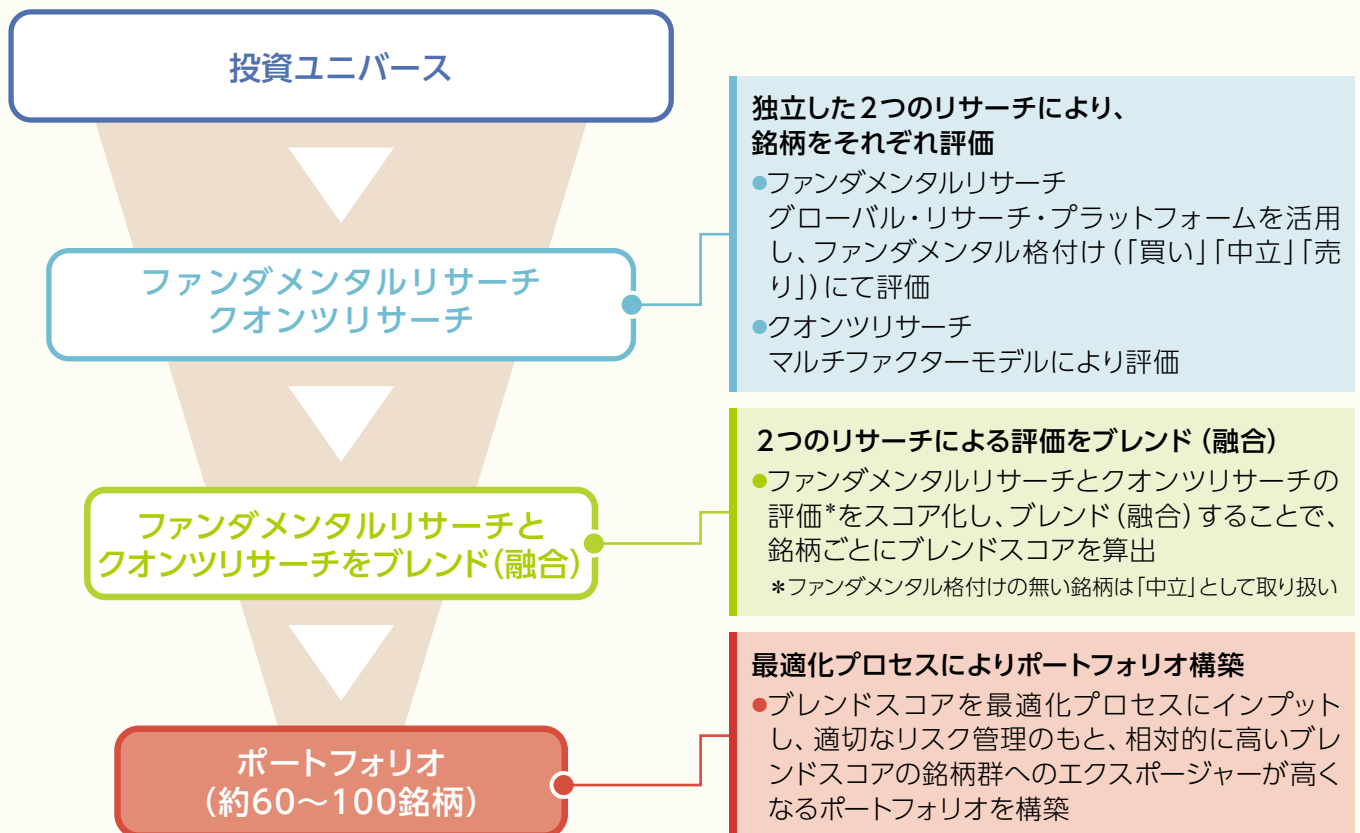 投資ユニバース
ファンダメンタルリサーチ
クオンツリサーチ
独立した2つのリサーチにより、
銘柄をそれぞれ評価
●ファンダメンタルリサーチ
グローバル・リサーチ・プラットフォームを活用
し、ファンダメンタル格付け(「買い」「中立」「売
り」)にて評価
●クオンツリサーチ
マルチファクターモデルにより評価
ファンダメンタルリサーチと
クオンツリサーチをブレンド(融合)
2つのリサーチによる評価をブレンド(融合)
●ファンダメンタルリサーチとクオンツリサーチの
評価*をスコア化し、ブレンド(融合)することで、
銘柄ごとにブレンドスコアを算出
*ファンダメンタル格付けの無い銘柄は「中立」として取り扱い
ポートフォリオ
(約60～100銘柄)
最適化プロセスによりポートフォリオ構築
●ブレンドスコアを最適化プロセスにインプット
し、適切なリスク管理のもと、相対的に高いブレ
ンドスコアの銘柄群へのエクスポージャーが高く
なるポートフォリオを構築